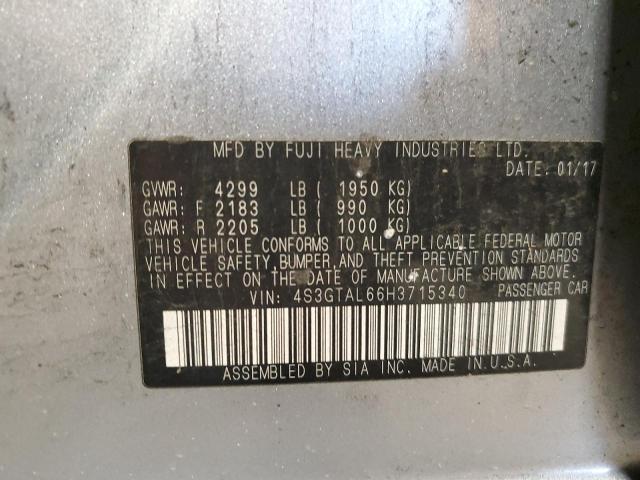 MFD BY FUJI HEAVY INDUSTRIES LTD.
DATE: 01/17
GVWR: 4299 LB ( 1950 KG)
GAWR: F 2183 LB ( 990 KG)
GAWR: R 2205 LB ( 1000 KG)
THIS VEHICLE CONFORMS TO ALL APPLICABLE FEDERAL MOTOR
VEHICLE SAFETY, BUMPER, AND THEFT PREVENTION STANDARDS
IN EFFECT ON THE DATE OF MANUFACTURE SHOWN ABOVE.
VIN: 4S3GTAL66H3715340 PASSENGER CAR
ASSEMBLED BY SIA INC. MADE IN U.S.A.